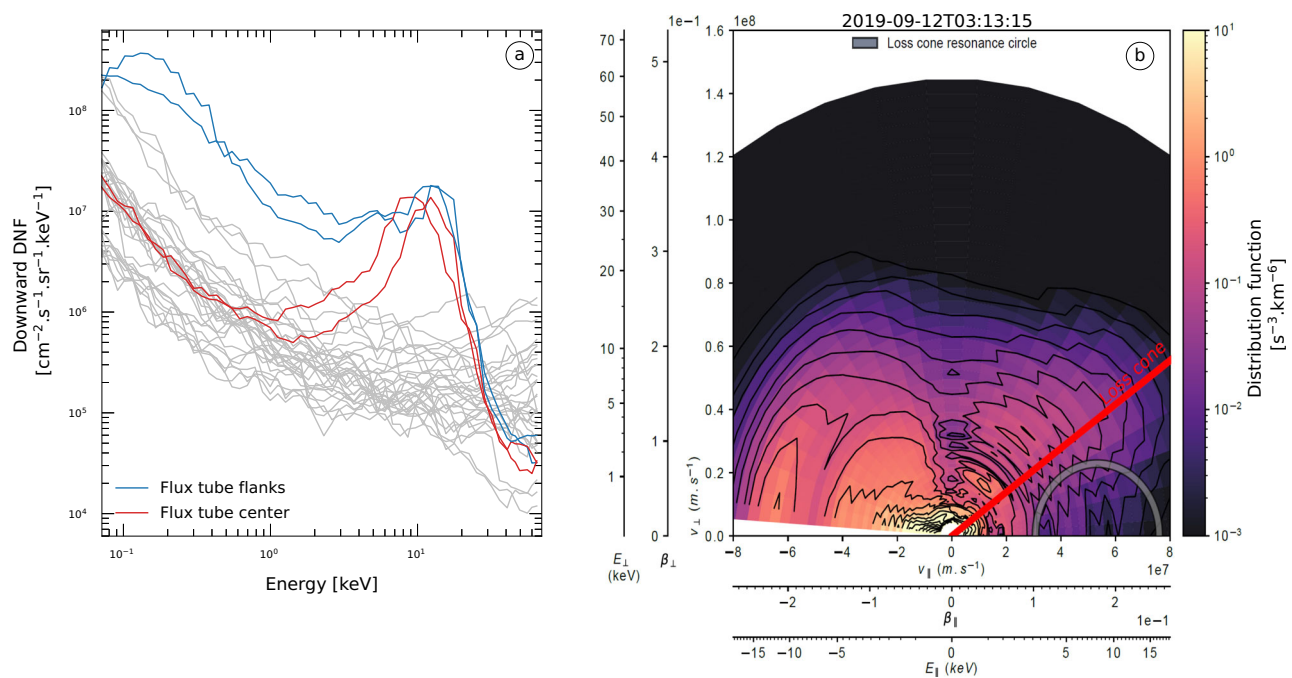 2019-09-12T03:13:15
a
b
Downward DNF
[cm⁻².s⁻¹.sr⁻¹.keV⁻¹]
10⁸
10⁷
10⁶
10⁵
10⁴
Flux tube flanks
Flux tube center
10⁻¹
10⁰
10¹
Energy [keV]
70
60
50
40
30
20
10
5
1
E⊥
(keV)
1e−1
5
4
3
2
1
0
β⊥
1e8
1.6
1.4
1.2
1.0
0.8
0.6
0.4
0.2
0.0
v⊥ (m.s⁻¹)
Loss cone resonance circle
Loss cone
−8 −6 −4 −2 0 2 4 6 8
1e7
v∥ (m.s⁻¹)
−2 −1 0 1 2
1e−1
β∥
−15 −10 −5 0 5 10 15
E∥ (keV)
10¹
10⁰
10⁻¹
10⁻²
10⁻³
Distribution function
[s⁻³.km⁻⁶]